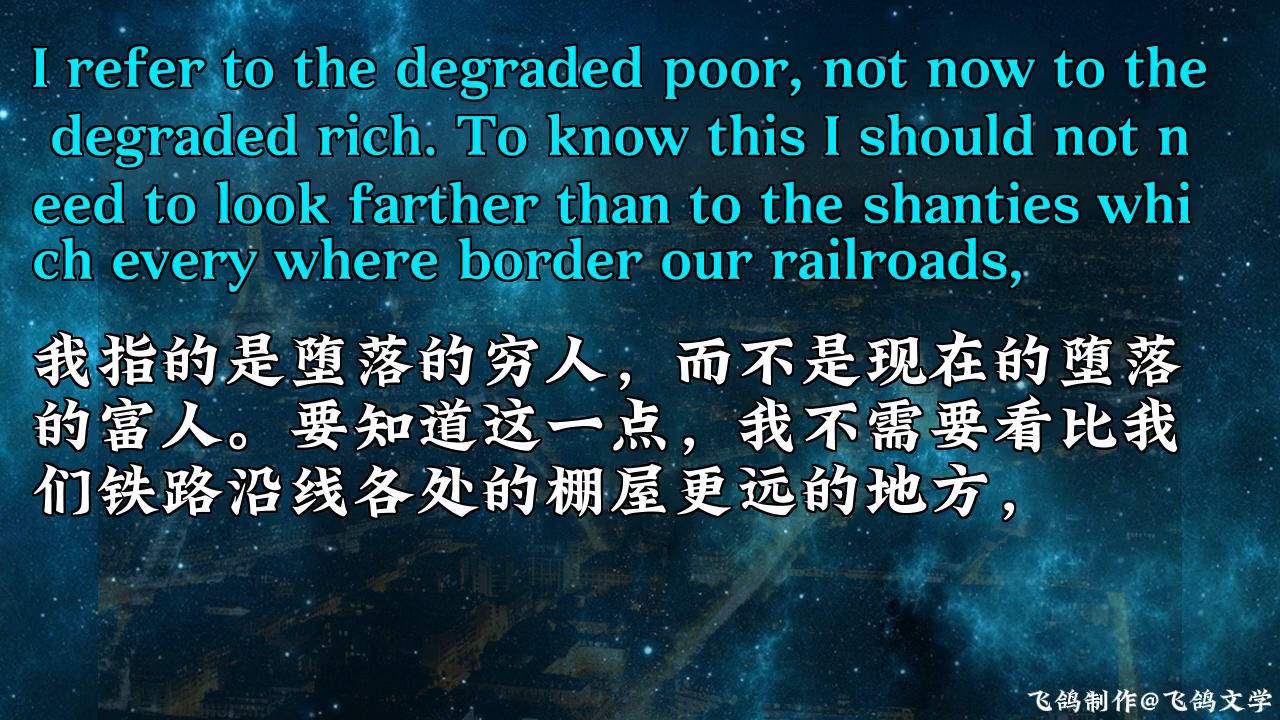 I refer to the degraded poor, not now to the
degraded rich. To know this I should not n
eed to look farther than to the shanties whi
ch every where border our railroads,
我指的是堕落的穷人，而不是现在的堕落
的富人。要知道这一点，我不需要看比我
们铁路沿线各处的棚屋更远的地方，
飞鸽制作@飞鸽文学